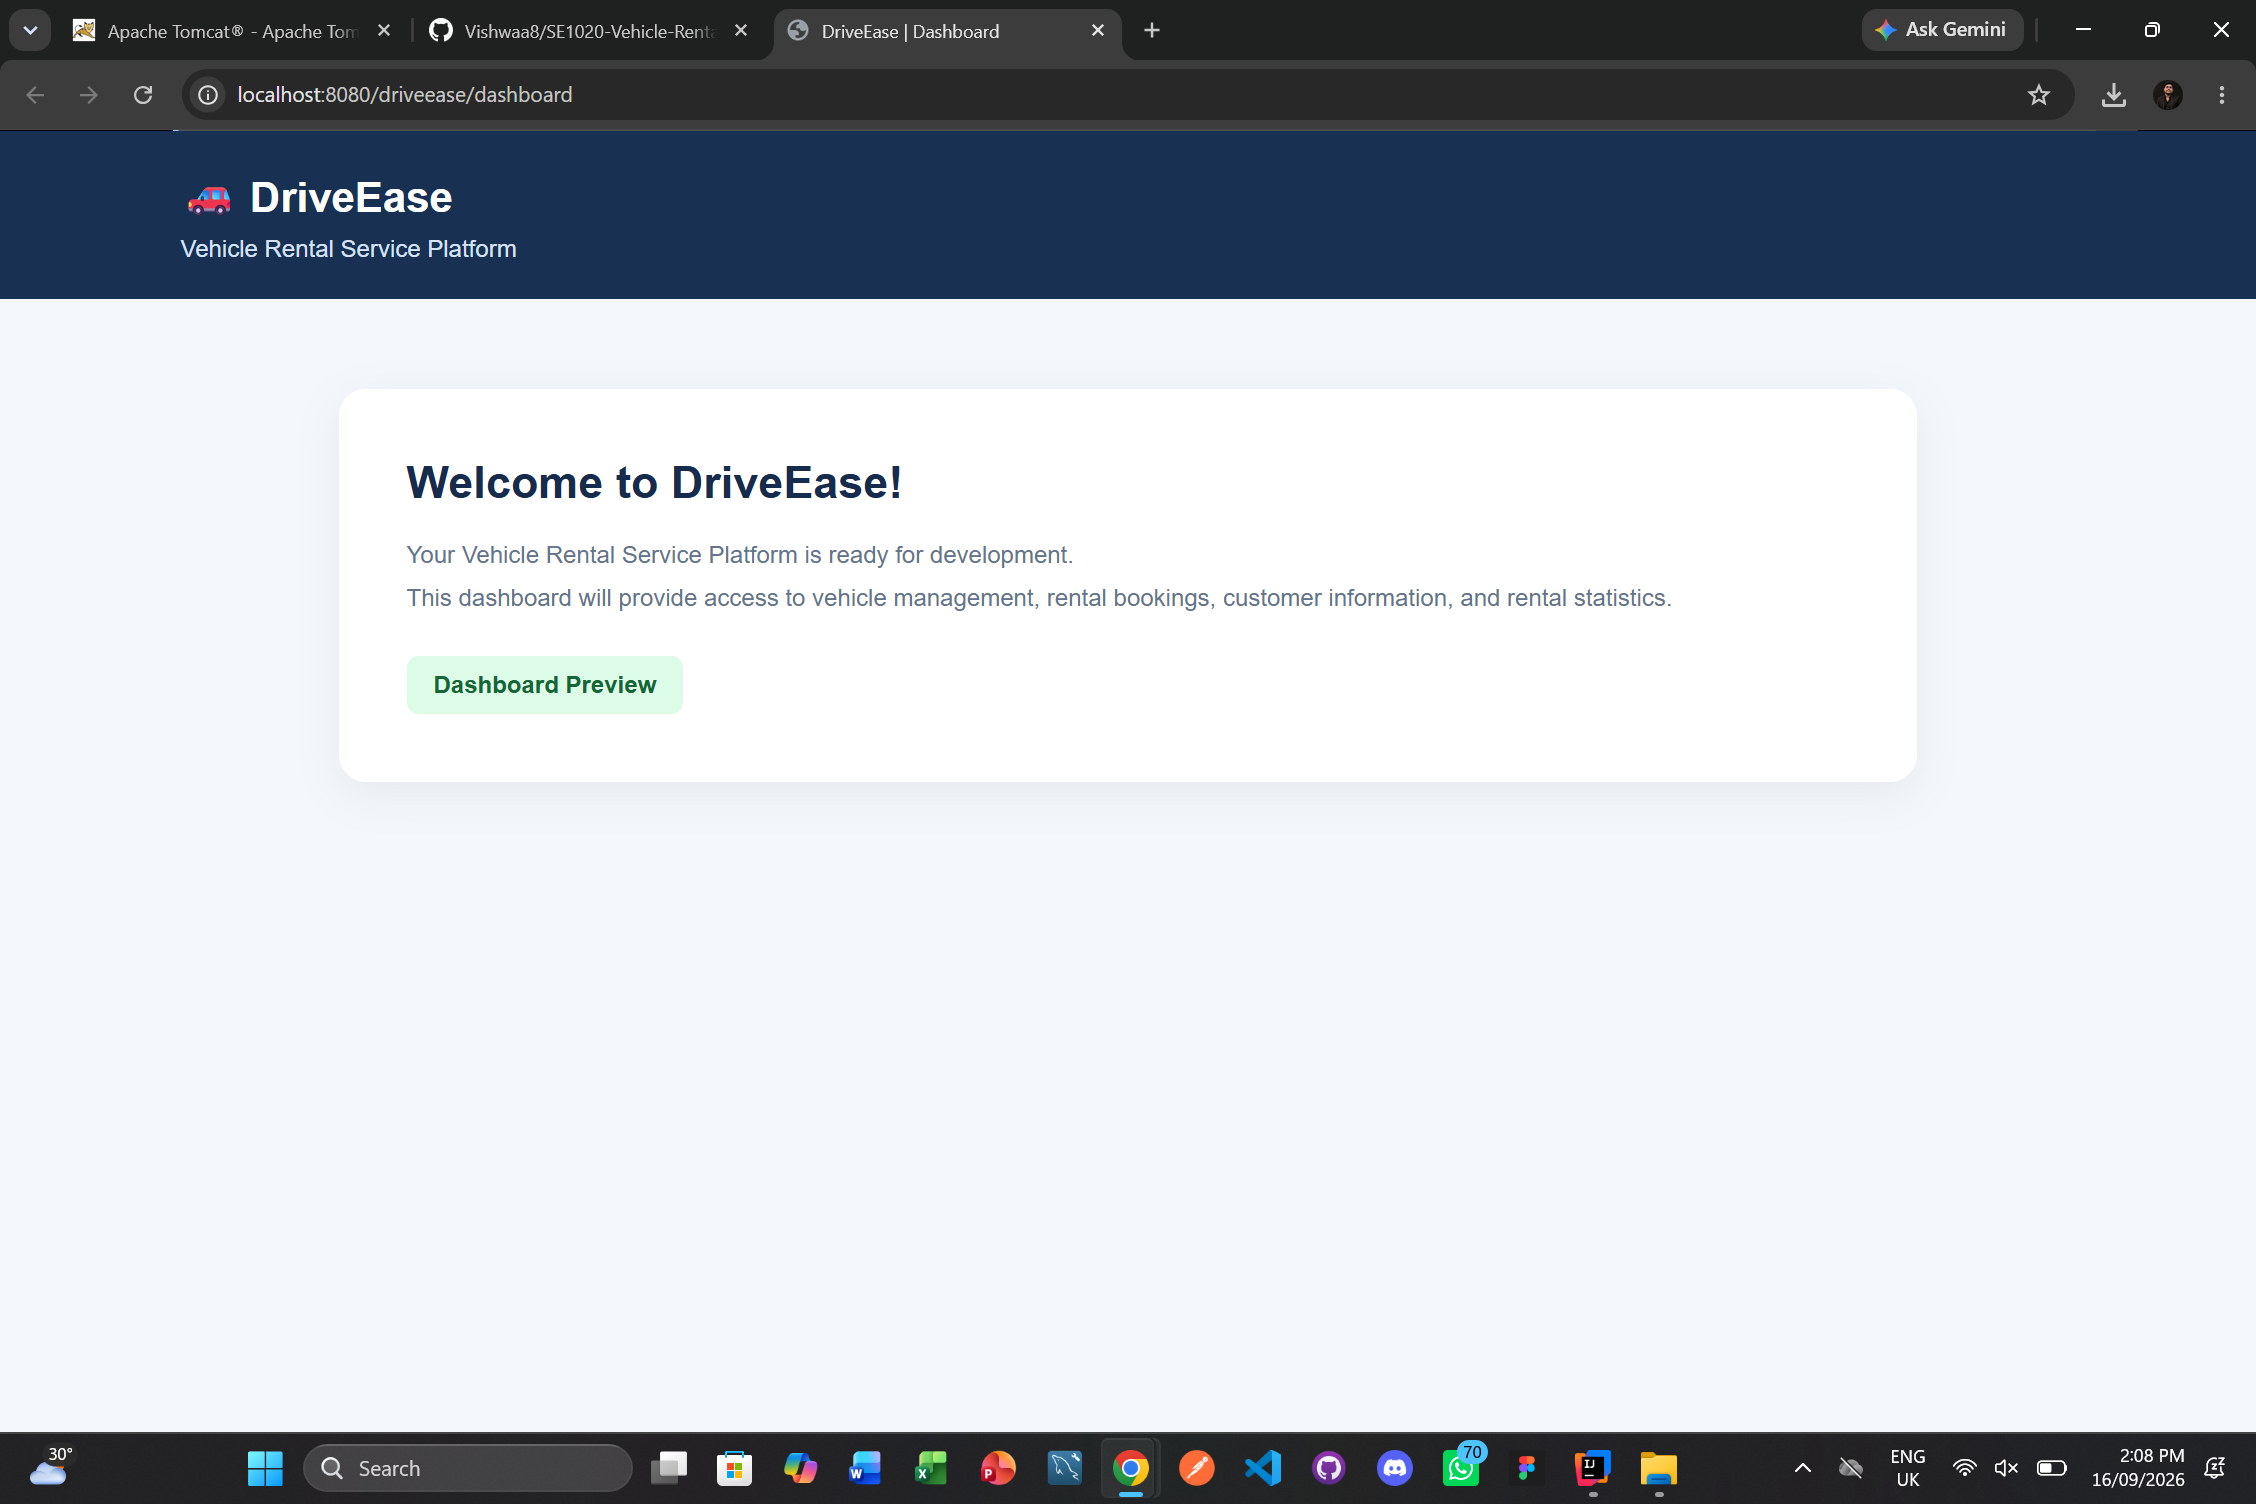 Apache Tomcat® - Apache Tom
Vishwaa8/SE1020-Vehicle-Renta
DriveEase | Dashboard
Ask Gemini
localhost:8080/driveease/dashboard
DriveEase
Vehicle Rental Service Platform
Welcome to DriveEase!
Your Vehicle Rental Service Platform is ready for development.
This dashboard will provide access to vehicle management, rental bookings, customer information, and rental statistics.
Dashboard Preview
30°
Search
W
X
P
70
IJ
ENG
UK
2:08 PM
16/09/2026